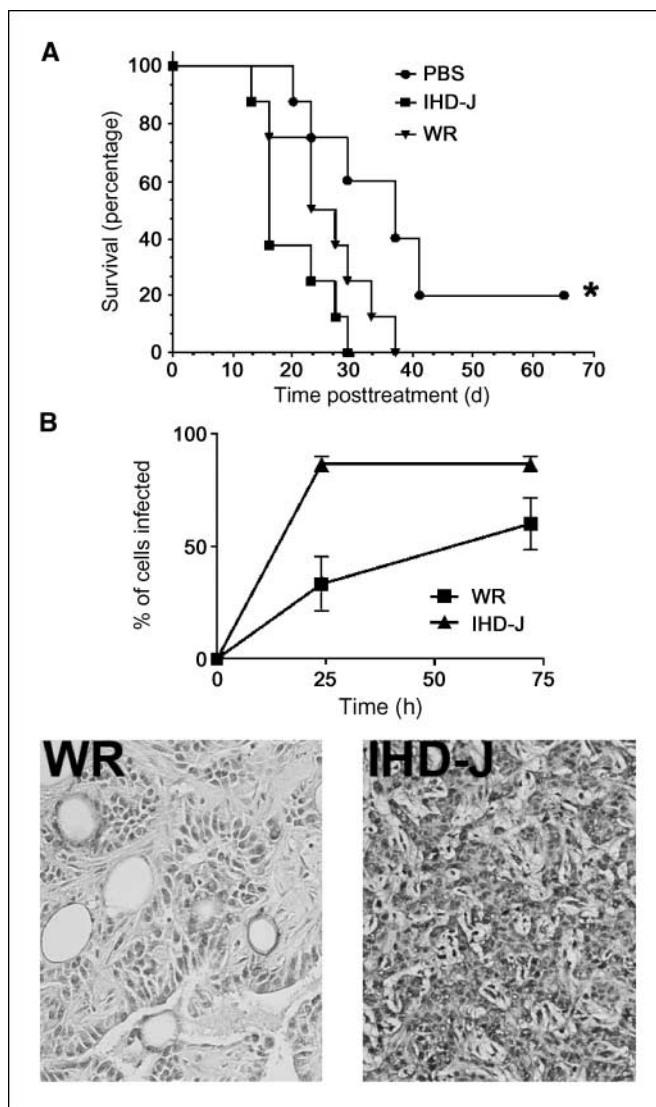 A
100
80
60
40
20
0
Survival (percentage)
PBS
IHD-J
WR
*
0 10 20 30 40 50 60 70
Time posttreatment (d)
B
100
50
0
% of cells infected
WR
IHD-J
0 25 50 75
Time (h)
WR IHD-J